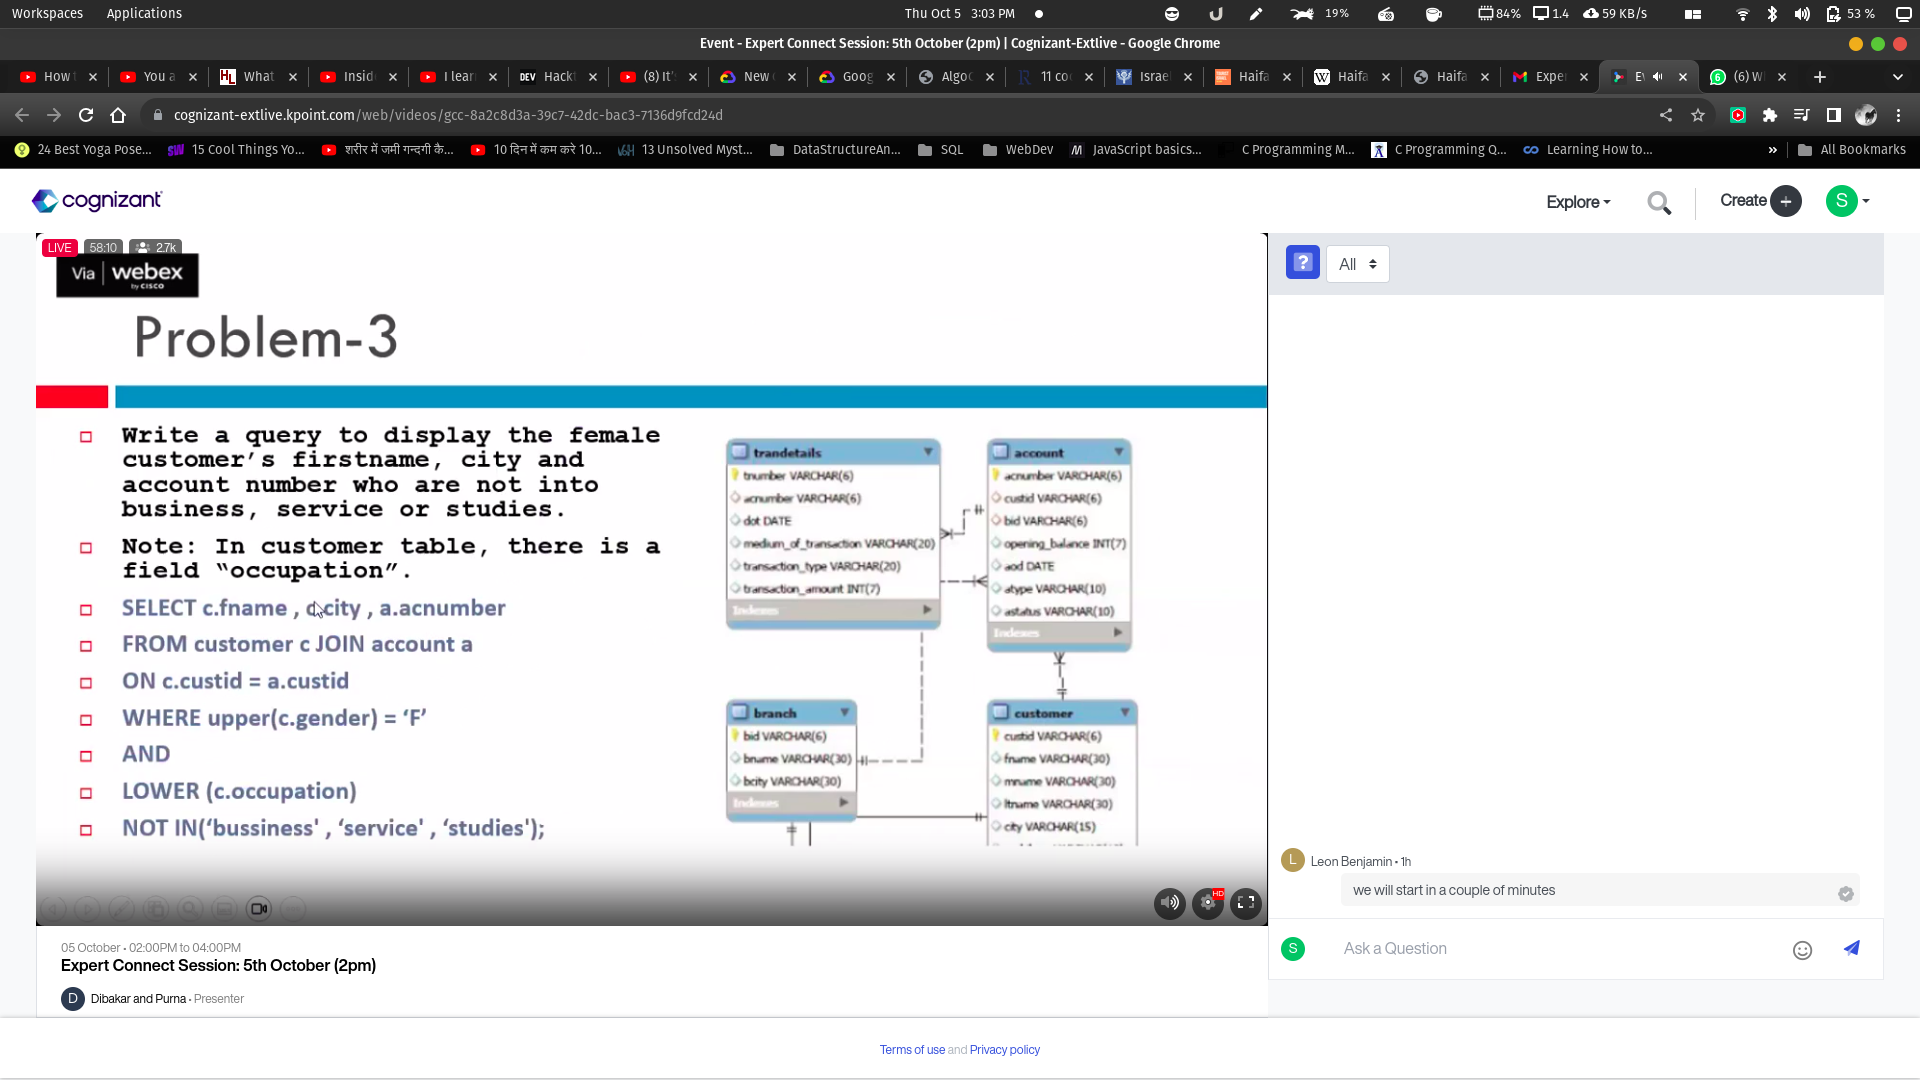 Workspaces Applications Thu Oct 5 3:03 PM 19% 84% 1.4 59 KB/s 53 %
Event - Expert Connect Session: 5th October (2pm) | Cognizant-Extlive - Google Chrome
How You a What Insid I lear DEV Hackt (8) It' New Goog AlgoC 11 co Israe Haifa Haifa Haifa Expe (6) W
cognizant-extlive.kpoint.com/web/videos/gcc-8a2c8d3a-39c7-42dc-bac3-7136d9fcd24d
24 Best Yoga Pose... 15 Cool Things Yo... शरीर में जमी गन्दगी कै... 10 दिन में कम करे 10... 13 Unsolved Myst... DataStructureAn... SQL WebDev JavaScript basics... C Programming M... C Programming Q... Learning How to... » All Bookmarks
cognizant Explore Create S
LIVE 58:10 2.7k
Via webex
by CISCO
? All
Problem-3
Write a query to display the female
customer's firstname, city and
account number who are not into
business, service or studies.
Note: In customer table, there is a
field "occupation".
SELECT c.fname , c.city , a.acnumber
FROM customer c JOIN account a
ON c.custid = a.custid
WHERE upper(c.gender) = ‘F’
AND
LOWER (c.occupation)
NOT IN(‘bussiness' , ‘service' , ‘studies');
trandetails
tnumber VARCHAR(6)
acnumber VARCHAR(6)
dot DATE
medium_of_transaction VARCHAR(20)
transaction_type VARCHAR(20)
transaction_amount INT(7)
Indexes
account
acnumber VARCHAR(6)
custid VARCHAR(6)
bid VARCHAR(6)
opening_balance INT(7)
aod DATE
atype VARCHAR(10)
astatus VARCHAR(10)
Indexes
branch
bid VARCHAR(6)
bname VARCHAR(30)
bcity VARCHAR(30)
Indexes
customer
custid VARCHAR(6)
fname VARCHAR(30)
mname VARCHAR(30)
ltname VARCHAR(30)
city VARCHAR(15)
HD
L Leon Benjamin • 1h
we will start in a couple of minutes
S Ask a Question
05 October • 02:00PM to 04:00PM
Expert Connect Session: 5th October (2pm)
D Dibakar and Purna • Presenter
Terms of use and Privacy policy